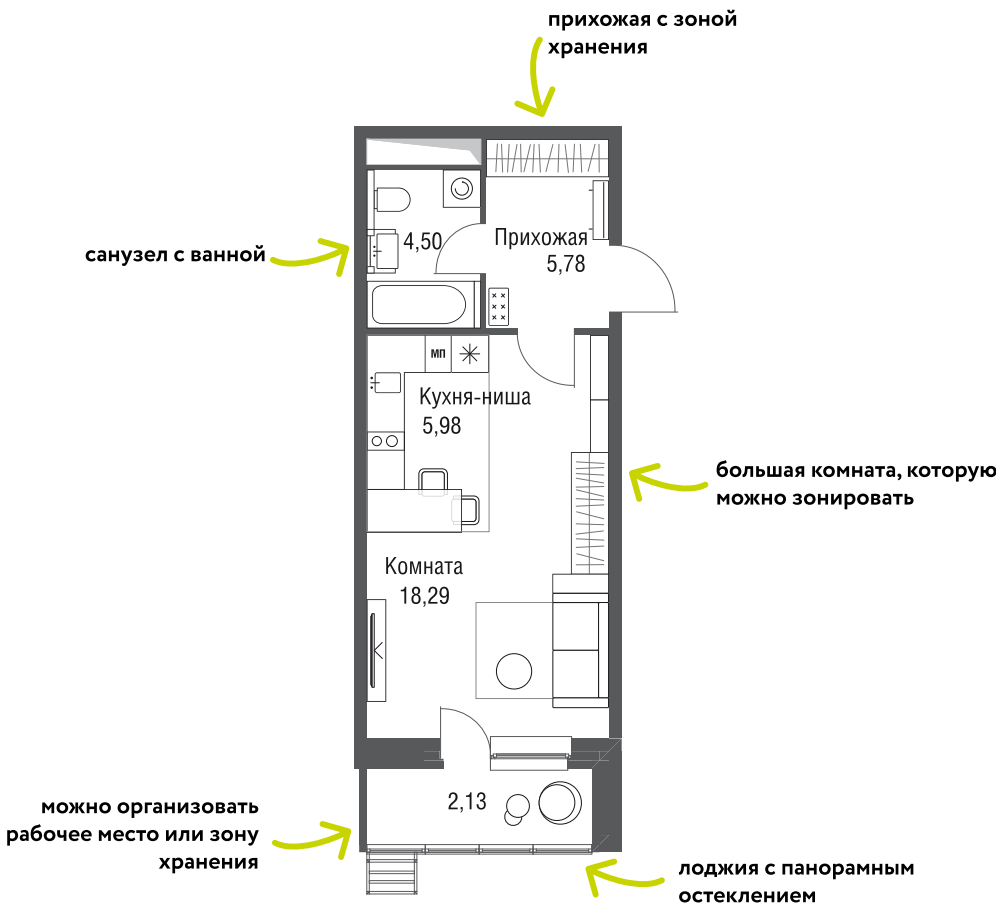 прихожая с зоной
хранения
санузел с ванной
4,50
Прихожая
5,78
МП
Кухня-ниша
5,98
большая комната, которую
можно зонировать
Комната
18,29
2,13
можно организовать
рабочее место или зону
хранения
лоджия с панорамным
остеклением